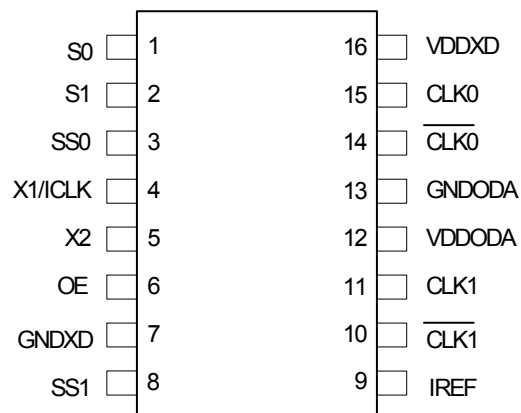 S0 1 16 VDDXD
S1 2 15 CLK0
SS0 3 14 CLK0
X1/ICLK 4 13 GNDODA
X2 5 12 VDDODA
OE 6 11 CLK1
GNDXD 7 10 CLK1
SS1 8 9 IREF